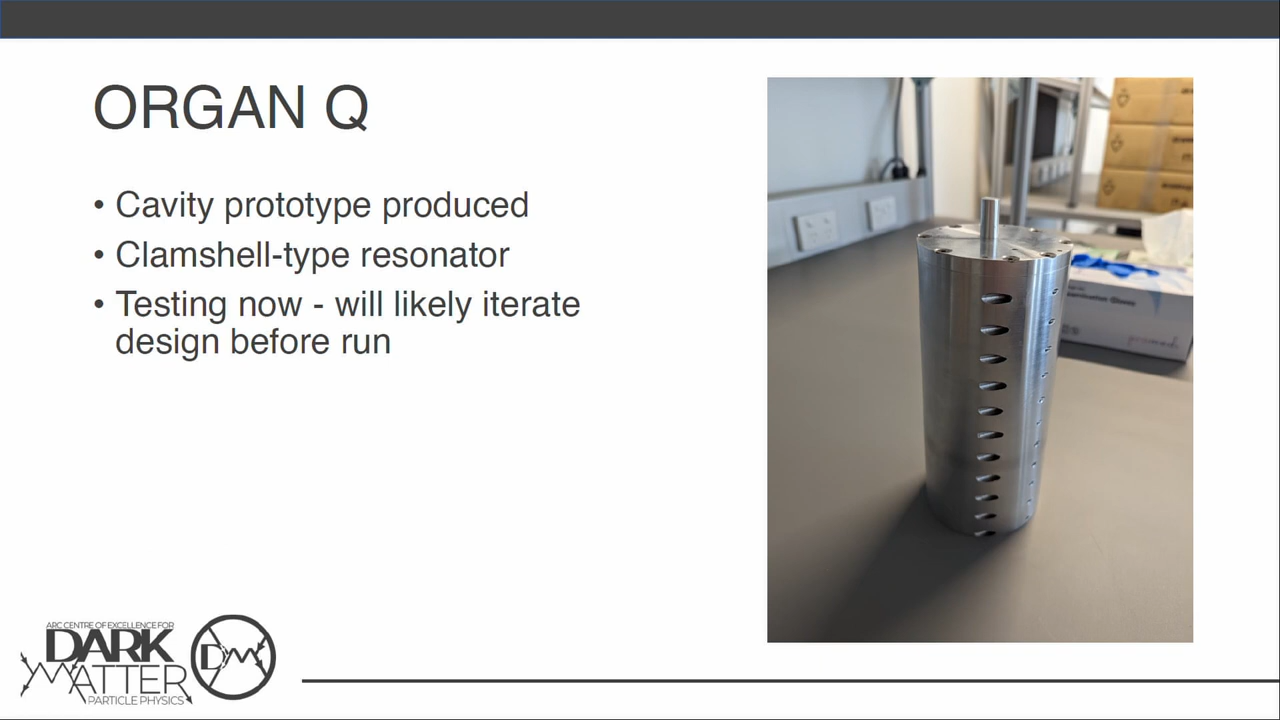 ORGAN Q
• Cavity prototype produced
• Clamshell-type resonator
• Testing now - will likely iterate
design before run
ARC CENTRE OF EXCELLENCE FOR
DARK
MATTER
PARTICLE PHYSICS
DM